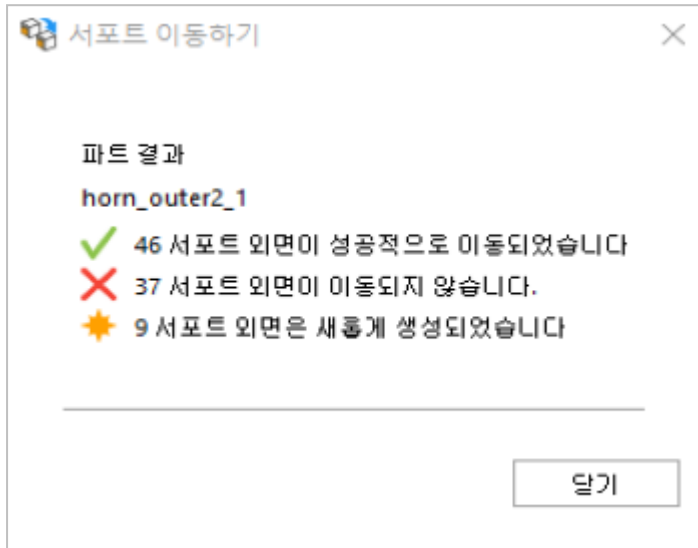 서포트 이동하기
파트 결과
horn_outer2_1
46 서포트 외면이 성공적으로 이동되었습니다
37 서포트 외면이 이동되지 않습니다.
9 서포트 외면은 새롭게 생성되었습니다
닫기